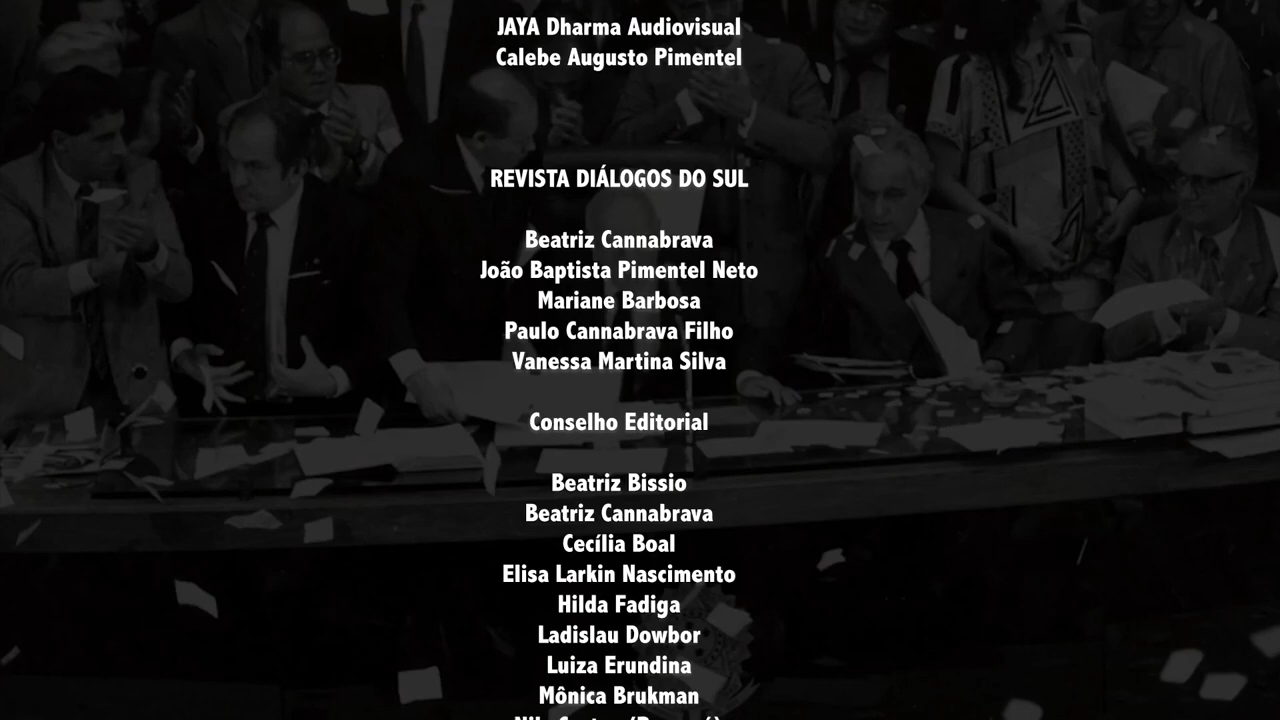 JAYA Dharma Audiovisual
Calebe Augusto Pimentel
REVISTA DIÁLOGOS DO SUL
Beatriz Cannabrava
João Baptista Pimentel Neto
Mariane Barbosa
Paulo Cannabrava Filho
Vanessa Martina Silva
Conselho Editorial
Beatriz Bissio
Beatriz Cannabrava
Cecília Boal
Elisa Larkin Nascimento
Hilda Fadiga
Ladislau Dowbor
Luiza Erundina
Mônica Brukman